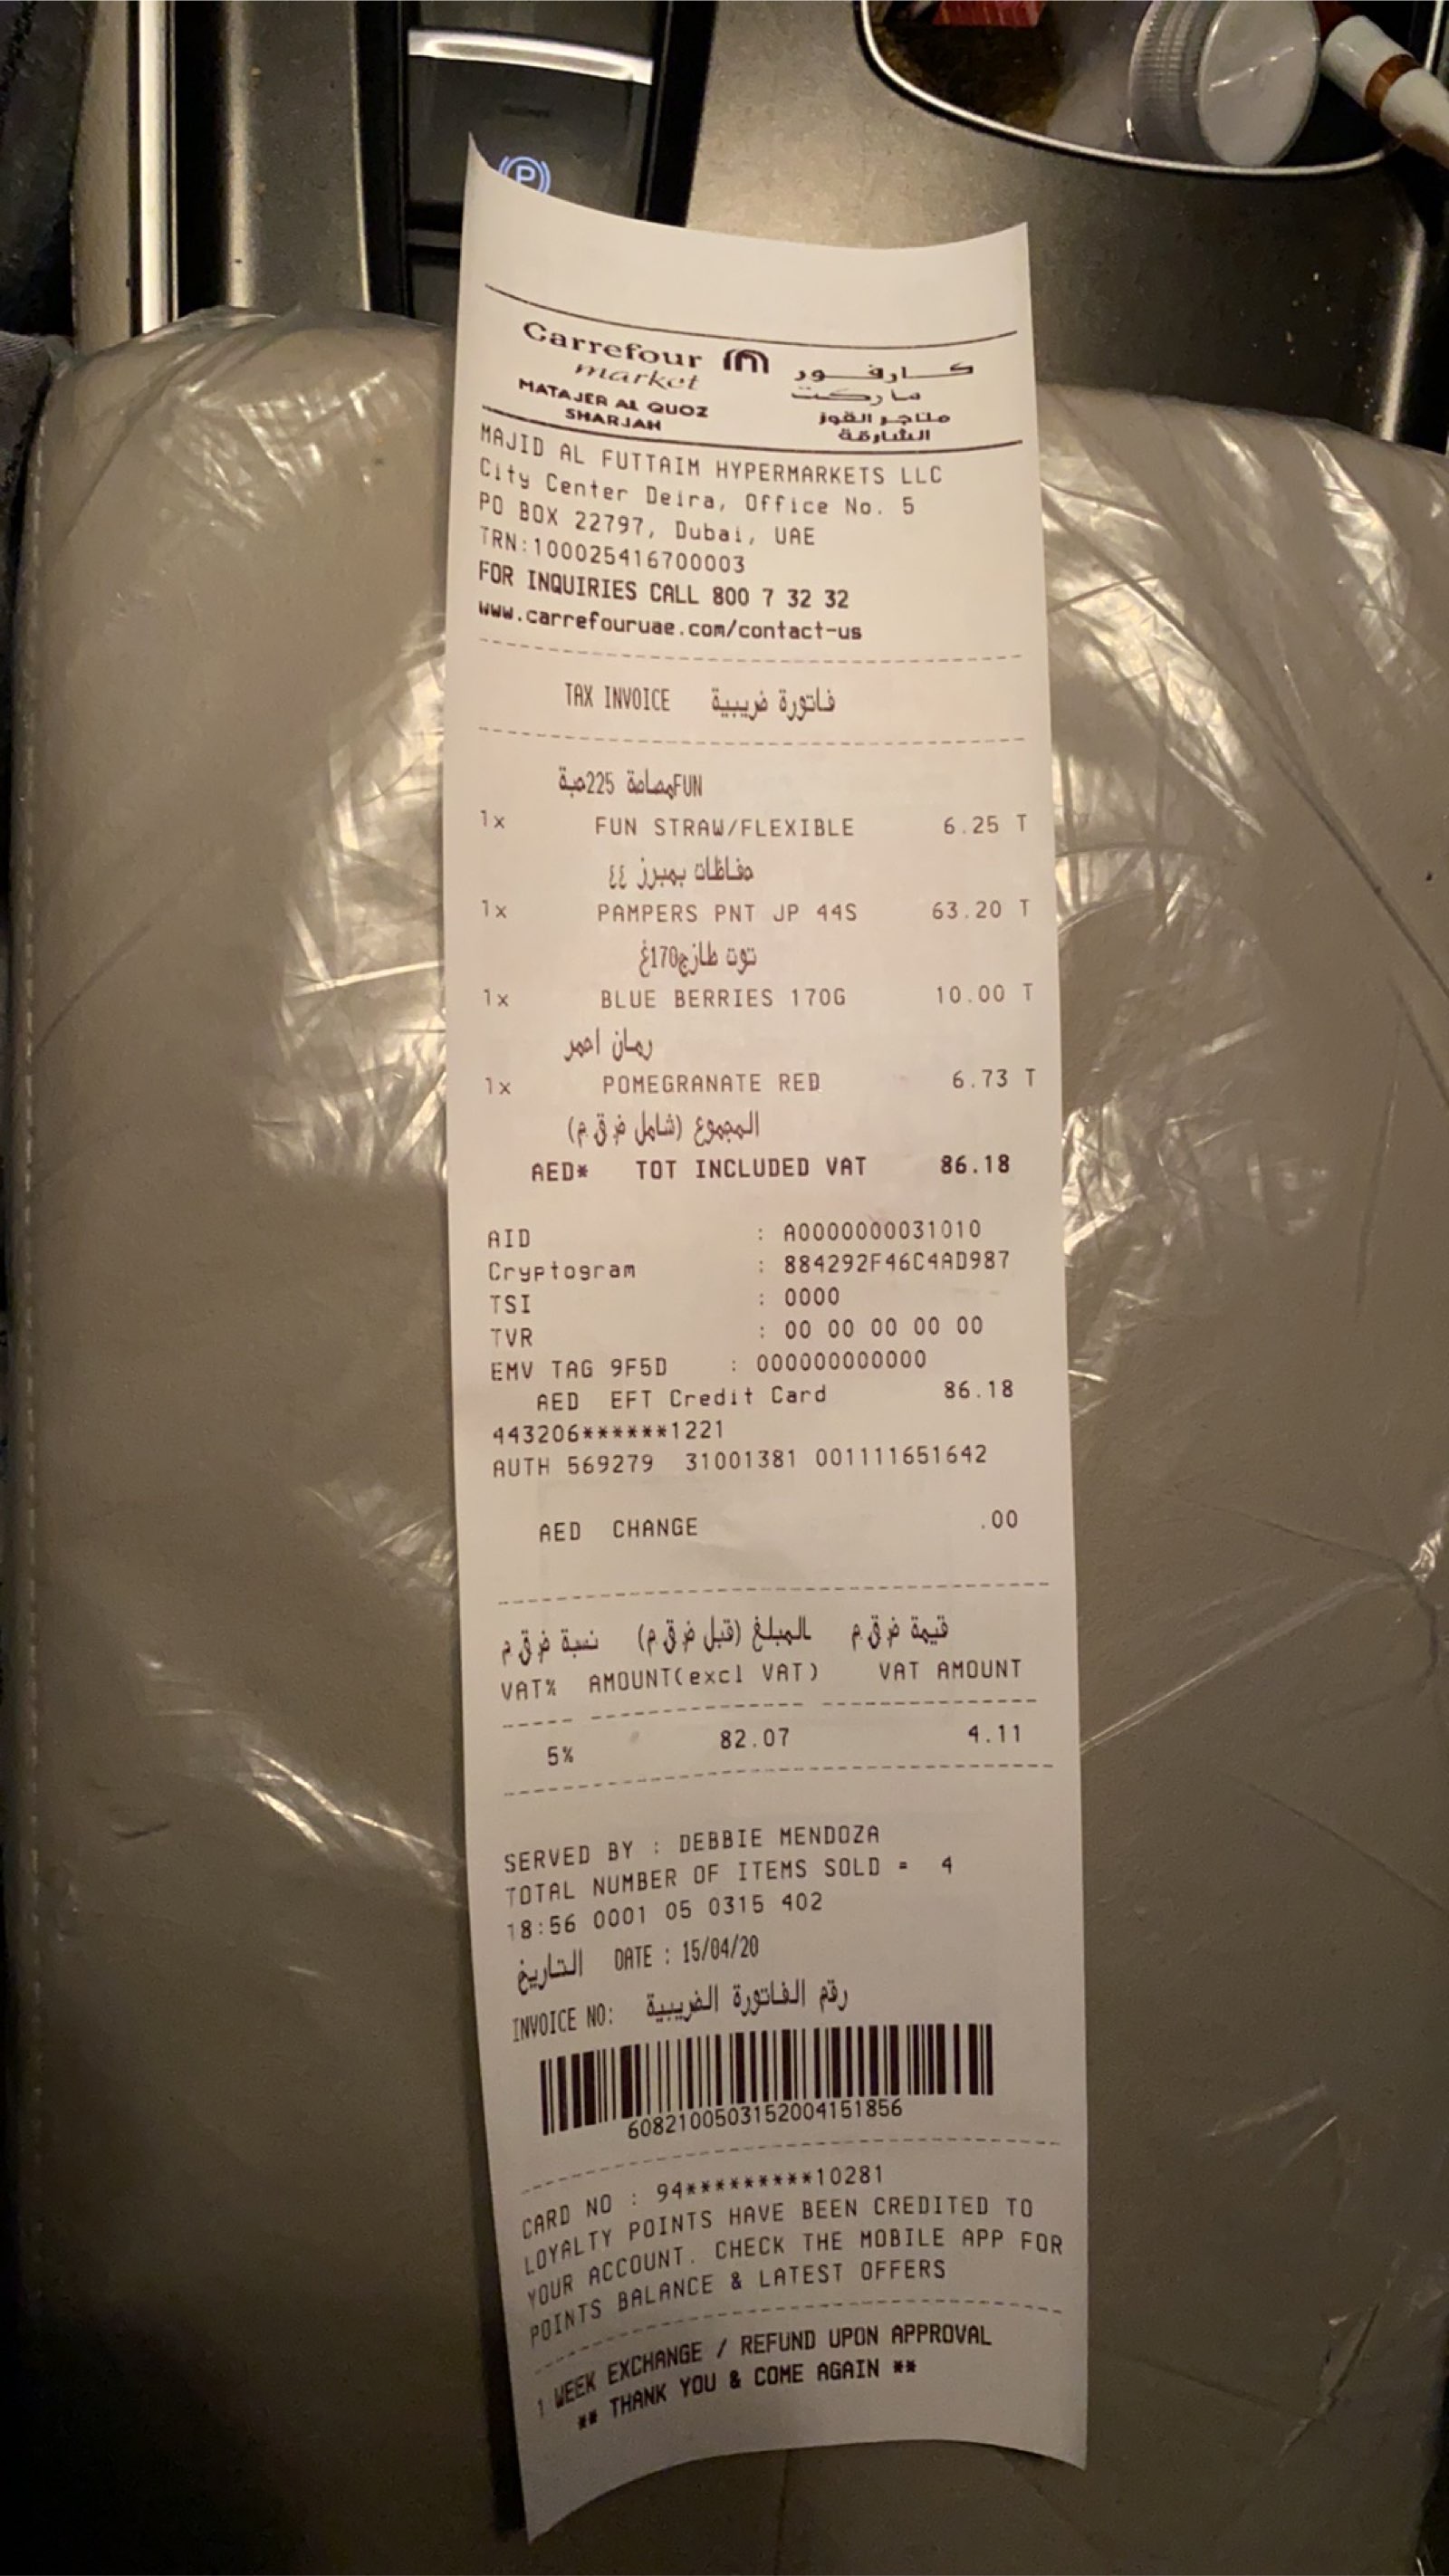 Carrefour
market
MATAJER AL QUOZ
SHARJAH
كارفور
ماركت
متاجر القوز
الشارقة
MAJID AL FUTTAIM HYPERMARKETS LLC
City Center Deira, Office No. 5
PO BOX 22797, Dubai, UAE
TRN:100025416700003
FOR INQUIRIES CALL 800 7 32 32
www.carrefouruae.com/contact-us
TAX INVOICE فاتورة ضريبية
FUNمصاصة 225حبة
1x FUN STRAW/FLEXIBLE 6.25 T
حفاظات بمبرز ٤٤
1x PAMPERS PNT JP 44S 63.20 T
توت طازج170غ
1x BLUE BERRIES 170G 10.00 T
رمان احمر
1x POMEGRANATE RED 6.73 T
المجموع (شامل ض ق م)
AED* TOT INCLUDED VAT 86.18
AID : A0000000031010
Cryptogram : 884292F46C4AD987
TSI : 0000
TVR : 00 00 00 00 00
EMV TAG 9F5D : 000000000000
AED EFT Credit Card 86.18
443206******1221
AUTH 569279 31001381 001111651642
AED CHANGE .00
نسبة ض ق م المبلغ (قبل ض ق م) قيمة ض ق م
VAT% AMOUNT(excl VAT) VAT AMOUNT
5% 82.07 4.11
SERVED BY : DEBBIE MENDOZA
TOTAL NUMBER OF ITEMS SOLD = 4
18:56 0001 05 0315 402
التاريخ DATE : 15/04/20
INVOICE NO: رقم الفاتورة الضريبية
6082100503152004151856
CARD NO : 94*********10281
LOYALTY POINTS HAVE BEEN CREDITED TO
YOUR ACCOUNT. CHECK THE MOBILE APP FOR
POINTS BALANCE & LATEST OFFERS
1 WEEK EXCHANGE / REFUND UPON APPROVAL
** THANK YOU & COME AGAIN **
P